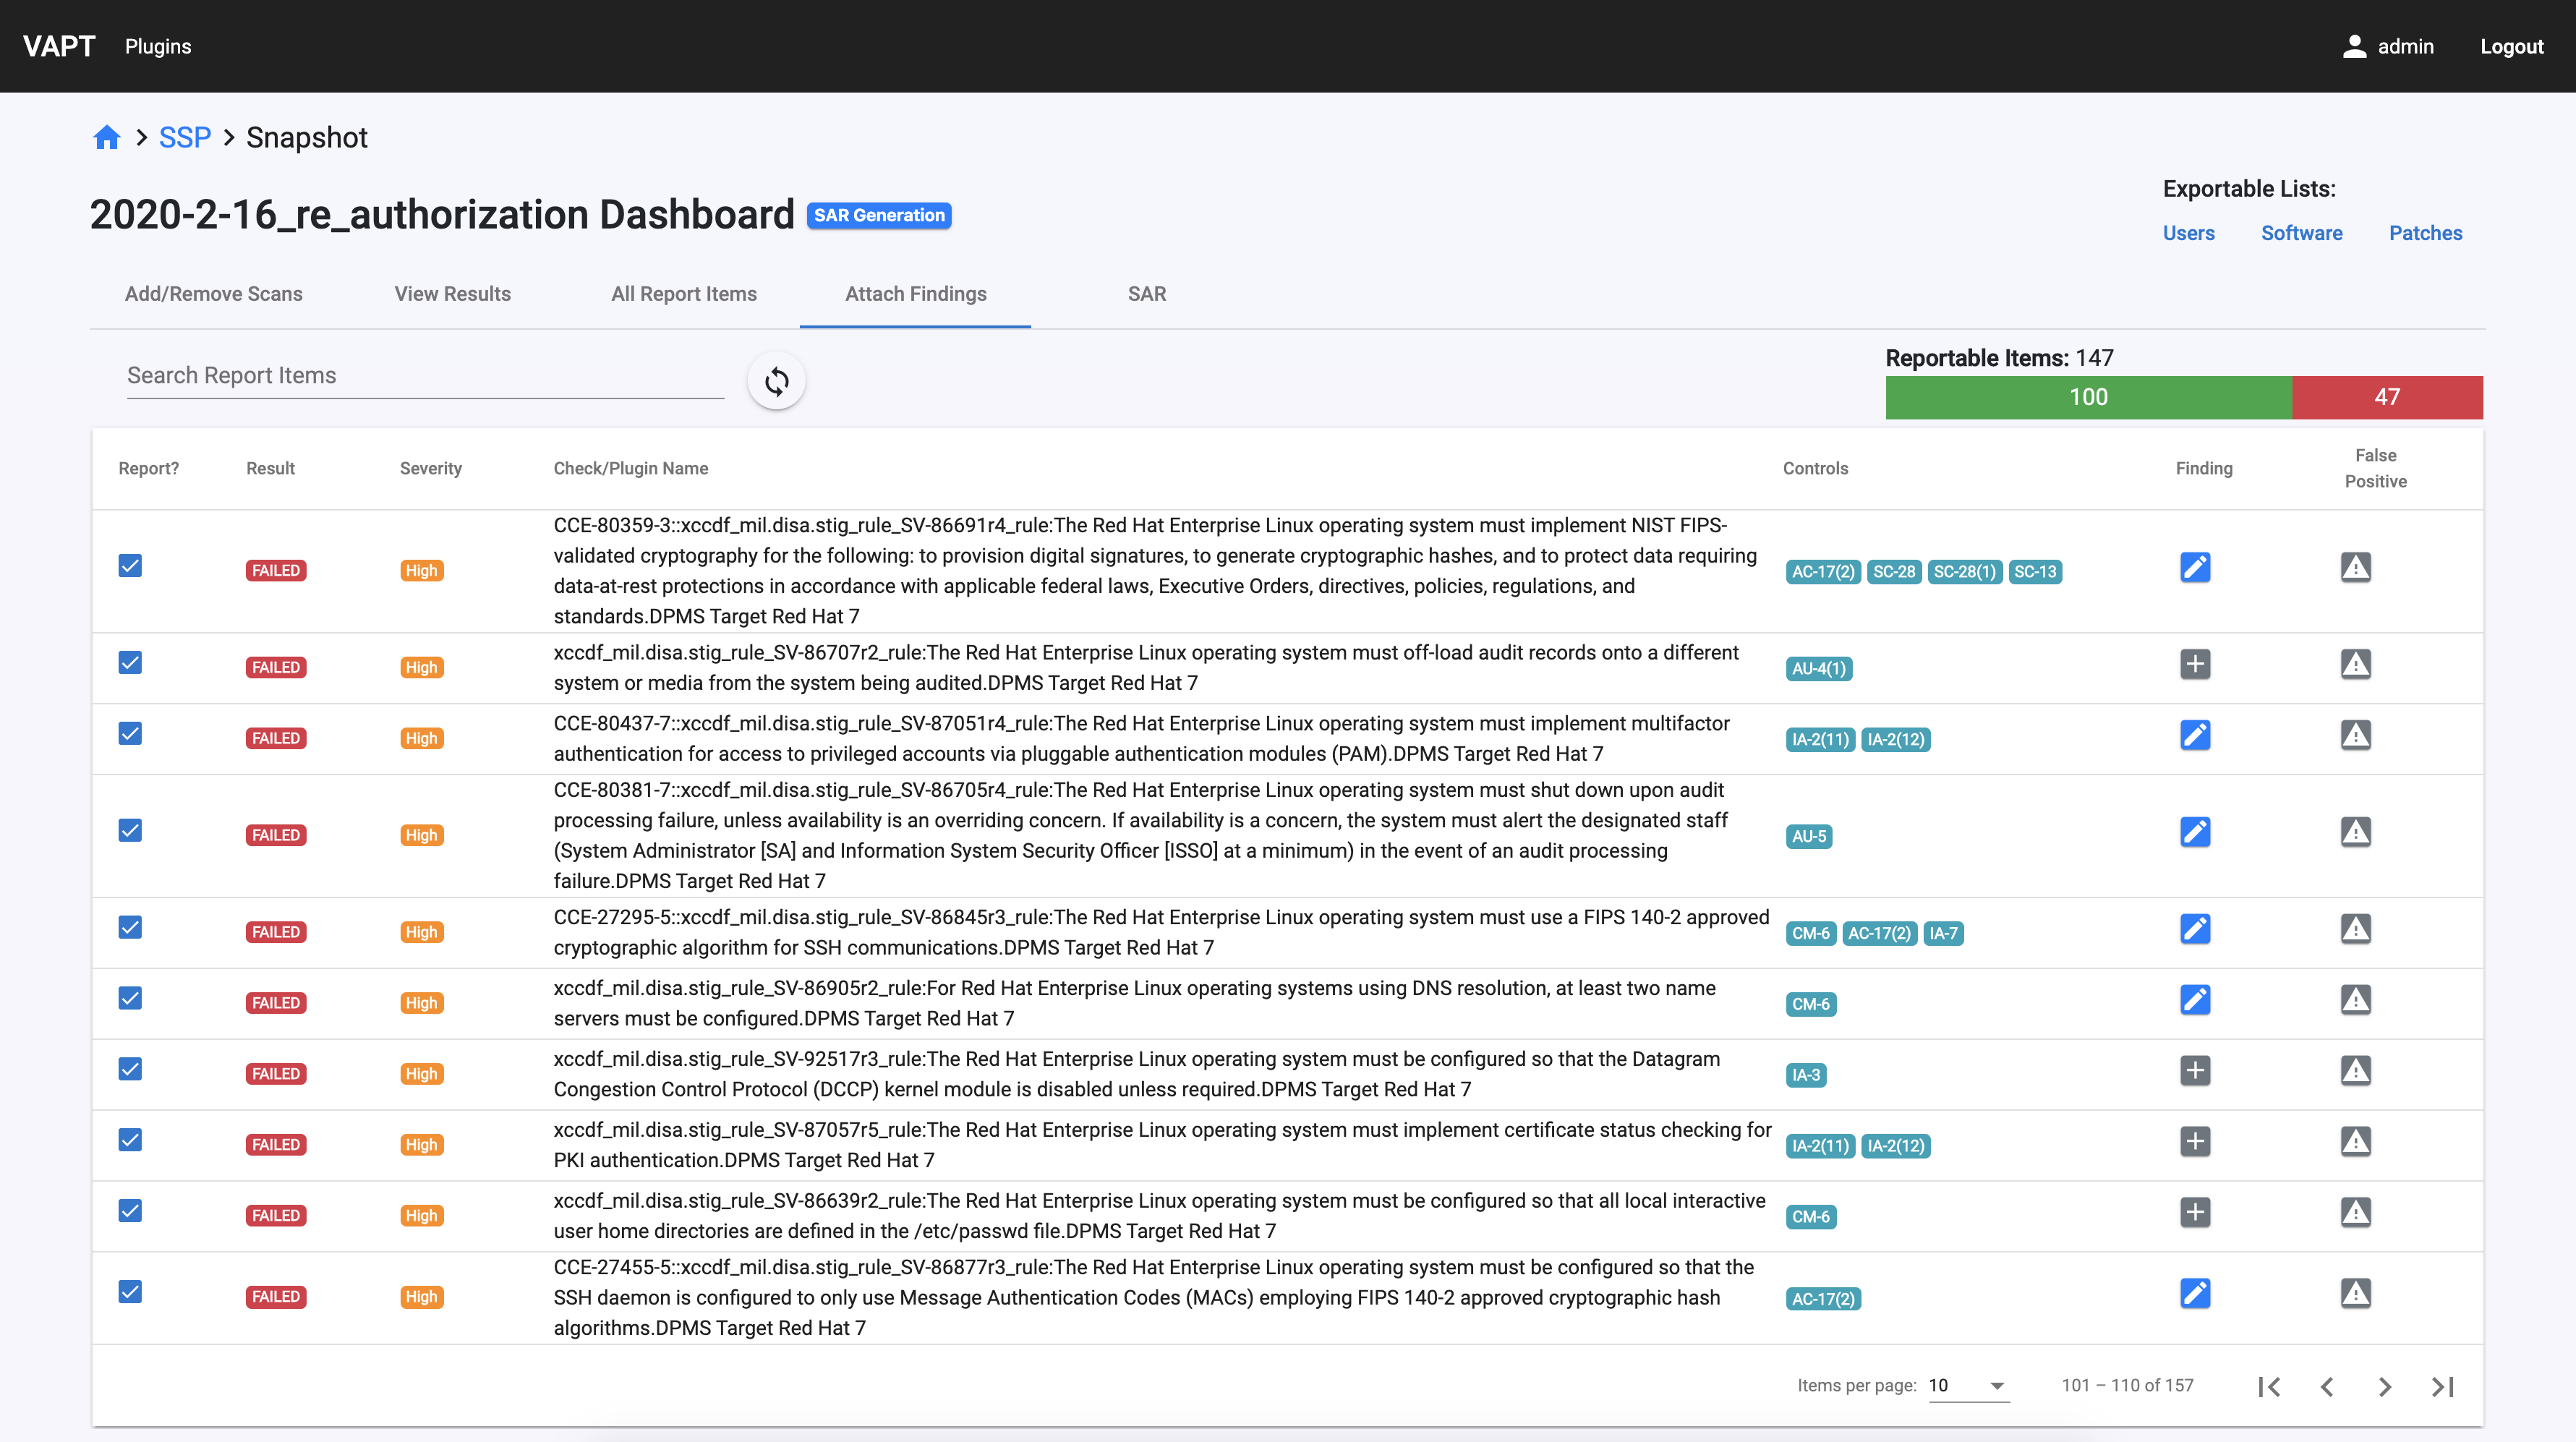 VAPT Plugins admin Logout
SSP > Snapshot
2020-2-16_re_authorization Dashboard SAR Generation
Exportable Lists:
Users Software Patches
Add/Remove Scans View Results All Report Items Attach Findings SAR
Search Report Items
Reportable Items: 147
100 47
Report? Result Severity Check/Plugin Name Controls Finding False Positive
CCE-80359-3::xccdf_mil.disa.stig_rule_SV-86691r4_rule:The Red Hat Enterprise Linux operating system must implement NIST FIPS-
validated cryptography for the following: to provision digital signatures, to generate cryptographic hashes, and to protect data requiring
FAILED High data-at-rest protections in accordance with applicable federal laws, Executive Orders, directives, policies, regulations, and AC-17(2) SC-28 SC-28(1) SC-13
standards.DPMS Target Red Hat 7
xccdf_mil.disa.stig_rule_SV-86707r2_rule:The Red Hat Enterprise Linux operating system must off-load audit records onto a different
FAILED High system or media from the system being audited.DPMS Target Red Hat 7 AU-4(1)
CCE-80437-7::xccdf_mil.disa.stig_rule_SV-87051r4_rule:The Red Hat Enterprise Linux operating system must implement multifactor
FAILED High authentication for access to privileged accounts via pluggable authentication modules (PAM).DPMS Target Red Hat 7 IA-2(11) IA-2(12)
CCE-80381-7::xccdf_mil.disa.stig_rule_SV-86705r4_rule:The Red Hat Enterprise Linux operating system must shut down upon audit
processing failure, unless availability is an overriding concern. If availability is a concern, the system must alert the designated staff
FAILED High (System Administrator [SA] and Information System Security Officer [ISSO] at a minimum) in the event of an audit processing AU-5
failure.DPMS Target Red Hat 7
CCE-27295-5::xccdf_mil.disa.stig_rule_SV-86845r3_rule:The Red Hat Enterprise Linux operating system must use a FIPS 140-2 approved
FAILED High cryptographic algorithm for SSH communications.DPMS Target Red Hat 7 CM-6 AC-17(2) IA-7
xccdf_mil.disa.stig_rule_SV-86905r2_rule:For Red Hat Enterprise Linux operating systems using DNS resolution, at least two name
FAILED High servers must be configured.DPMS Target Red Hat 7 CM-6
xccdf_mil.disa.stig_rule_SV-92517r3_rule:The Red Hat Enterprise Linux operating system must be configured so that the Datagram
FAILED High Congestion Control Protocol (DCCP) kernel module is disabled unless required.DPMS Target Red Hat 7 IA-3
xccdf_mil.disa.stig_rule_SV-87057r5_rule:The Red Hat Enterprise Linux operating system must implement certificate status checking for
FAILED High PKI authentication.DPMS Target Red Hat 7 IA-2(11) IA-2(12)
xccdf_mil.disa.stig_rule_SV-86639r2_rule:The Red Hat Enterprise Linux operating system must be configured so that all local interactive
FAILED High user home directories are defined in the /etc/passwd file.DPMS Target Red Hat 7 CM-6
CCE-27455-5::xccdf_mil.disa.stig_rule_SV-86877r3_rule:The Red Hat Enterprise Linux operating system must be configured so that the
FAILED High SSH daemon is configured to only use Message Authentication Codes (MACs) employing FIPS 140-2 approved cryptographic hash AC-17(2)
algorithms.DPMS Target Red Hat 7
Items per page: 10 101 – 110 of 157